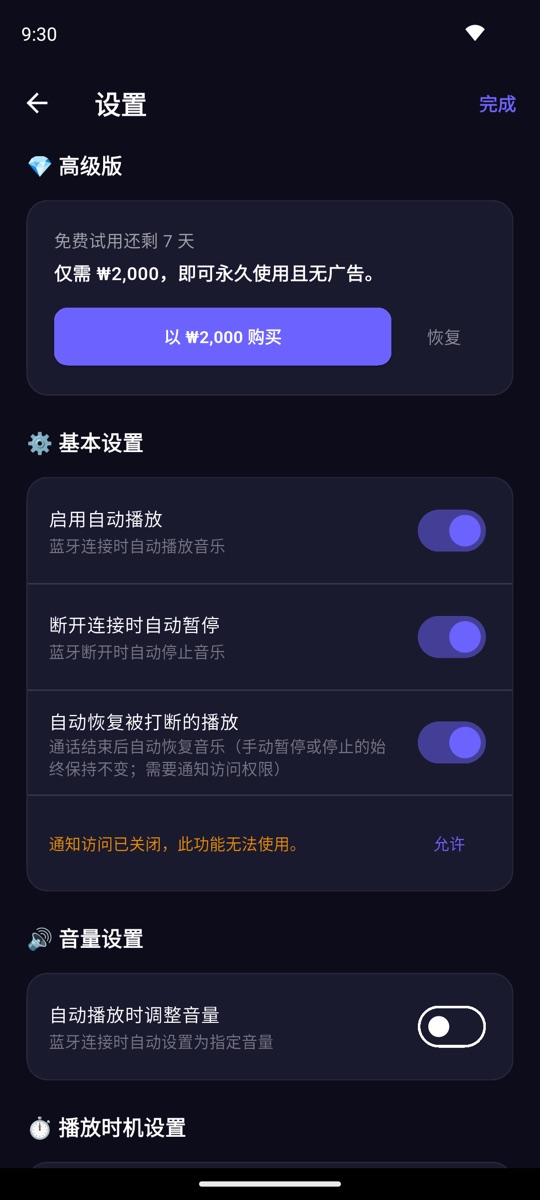 9:30
设置
完成
💎 高级版
免费试用还剩 7 天
仅需 ₩2,000，即可永久使用且无广告。
以 ₩2,000 购买
恢复
⚙️ 基本设置
启用自动播放
蓝牙连接时自动播放音乐
断开连接时自动暂停
蓝牙断开时自动停止音乐
自动恢复被打断的播放
通话结束后自动恢复音乐（手动暂停或停止的始
终保持不变；需要通知访问权限）
通知访问已关闭，此功能无法使用。
允许
🔊 音量设置
自动播放时调整音量
蓝牙连接时自动设置为指定音量
⏱️ 播放时机设置